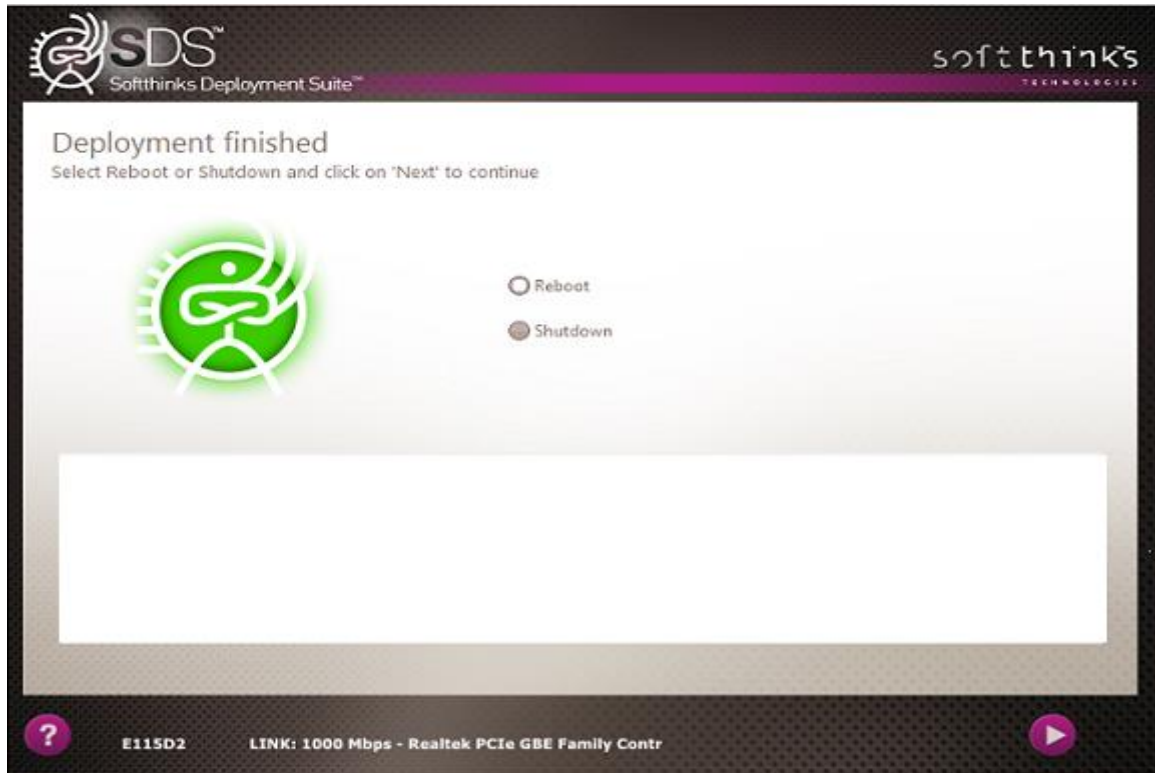 SDS™
Softthinks Deployment Suite™
softthinks
TECHNOLOGIES
Deployment finished
Select Reboot or Shutdown and click on 'Next' to continue
Reboot
Shutdown
?
E115D2 LINK: 1000 Mbps - Realtek PCIe GBE Family Contr